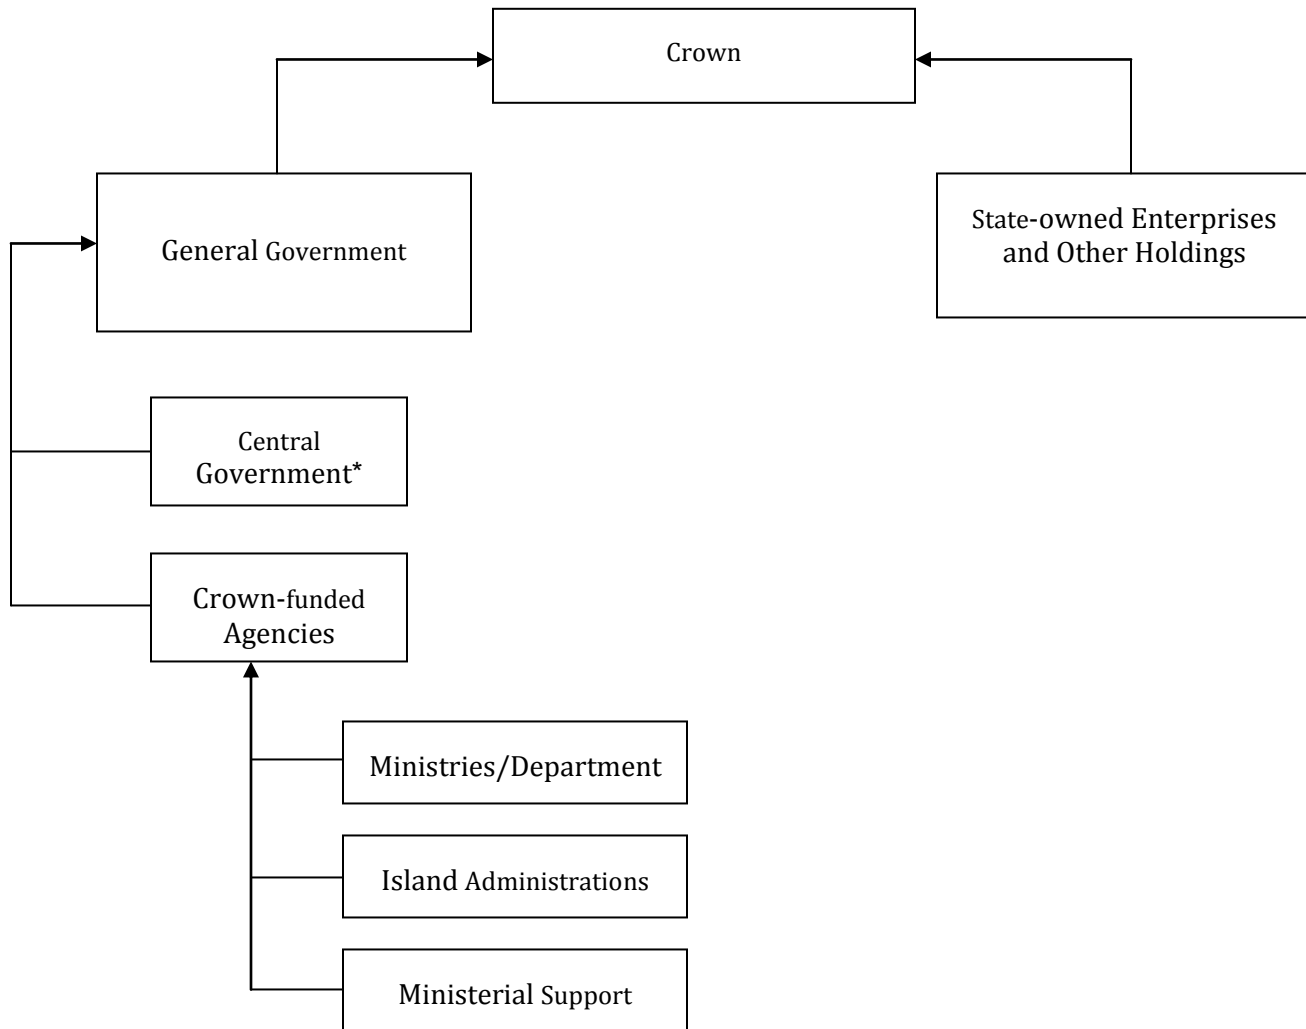 Crown
General Government
State-owned Enterprises
and Other Holdings
Central
Government*
Crown-funded
Agencies
Ministries/Department
Island Administrations
Ministerial Support